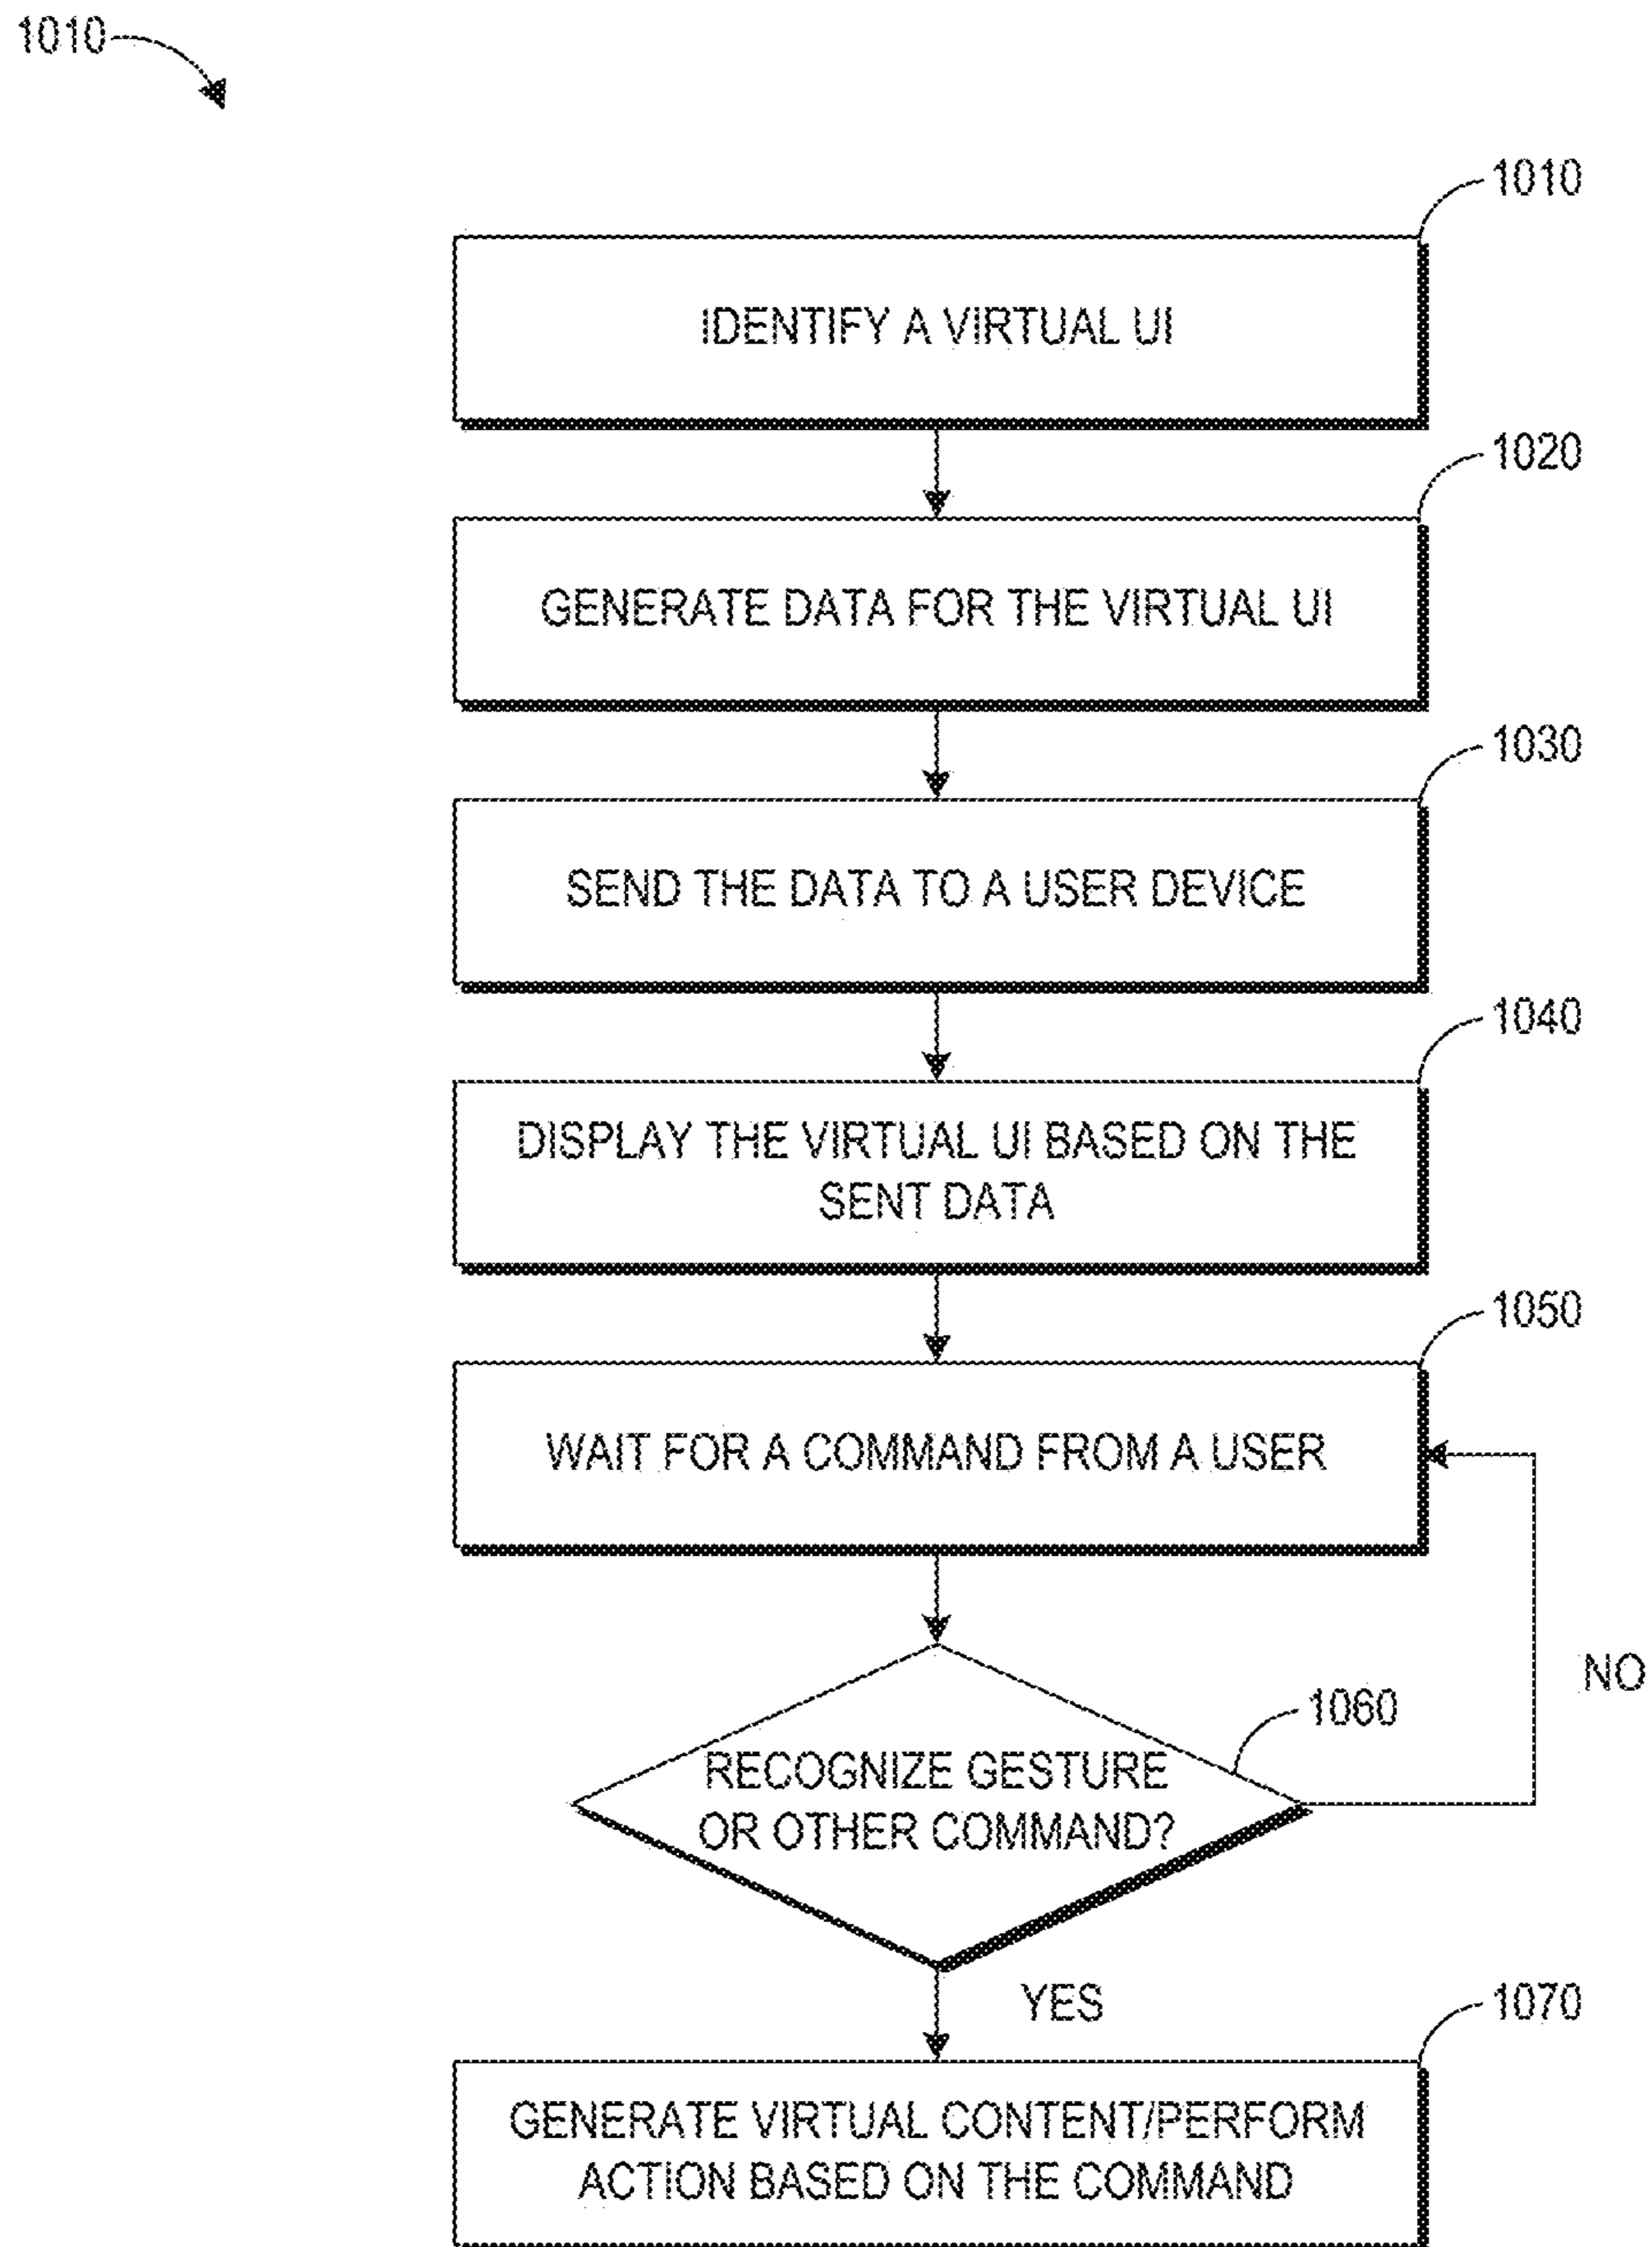 1010
1010
IDENTIFY A VIRTUAL UI
1020
GENERATE DATA FOR THE VIRTUAL UI
1030
SEND THE DATA TO A USER DEVICE
1040
DISPLAY THE VIRTUAL UI BASED ON THE
SENT DATA
1050
WAIT FOR A COMMAND FROM A USER
NO
1060
RECOGNIZE GESTURE
OR OTHER COMMAND?
YES
1070
GENERATE VIRTUAL CONTENT/PERFORM
ACTION BASED ON THE COMMAND